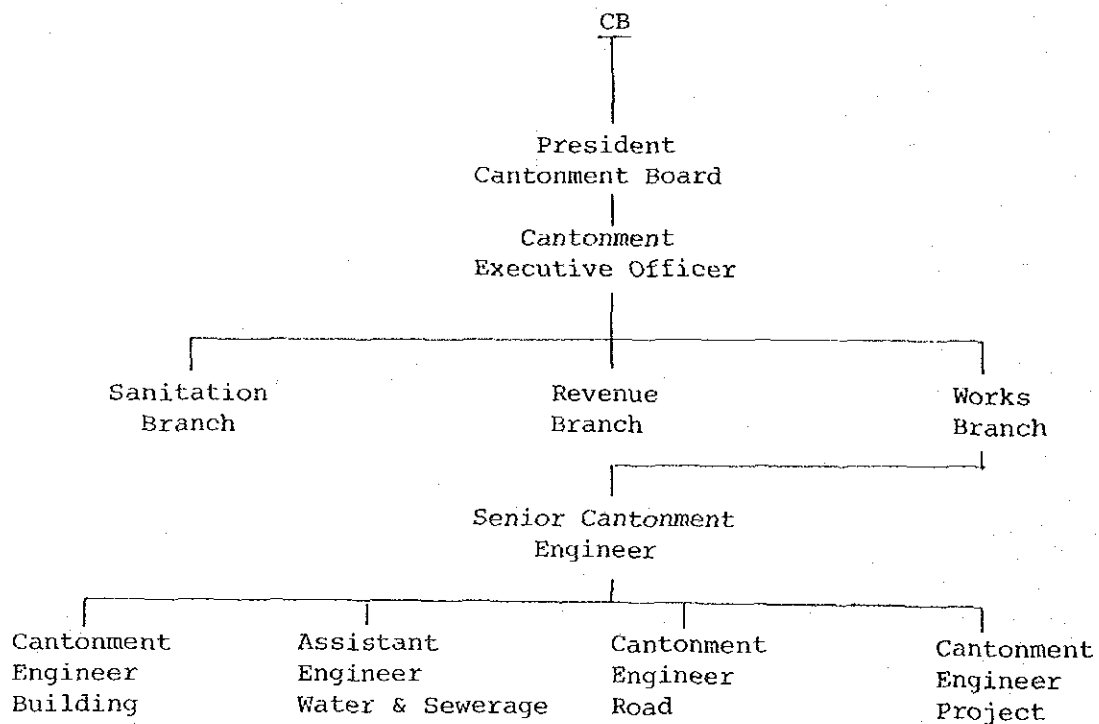 CB
President
Cantonment Board
Cantonment
Executive Officer
Sanitation
Branch
Revenue
Branch
Works
Branch
Senior Cantonment
Engineer
Cantonment
Engineer
Building
Assistant
Engineer
Water & Sewerage
Cantonment
Engineer
Road
Cantonment
Engineer
Project